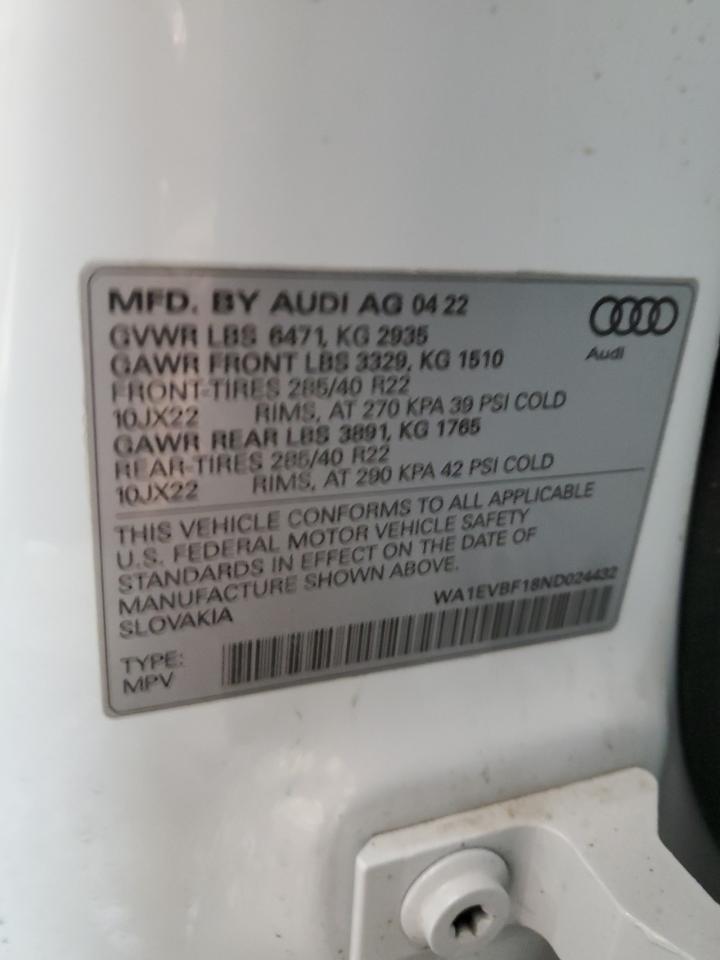 MFD. BY AUDI AG 04 22
Audi
GVWR LBS 6471, KG 2935
GAWR FRONT LBS 3329, KG 1510
FRONT-TIRES 285/40 R22
10JX22 RIMS, AT 270 KPA 39 PSI COLD
GAWR REAR LBS 3891, KG 1765
REAR-TIRES 285/40 R22
10JX22 RIMS, AT 290 KPA 42 PSI COLD
THIS VEHICLE CONFORMS TO ALL APPLICABLE
U.S. FEDERAL MOTOR VEHICLE SAFETY
STANDARDS IN EFFECT ON THE DATE OF
MANUFACTURE SHOWN ABOVE.
SLOVAKIA
WA1EVBF18ND024432
TYPE:
MPV